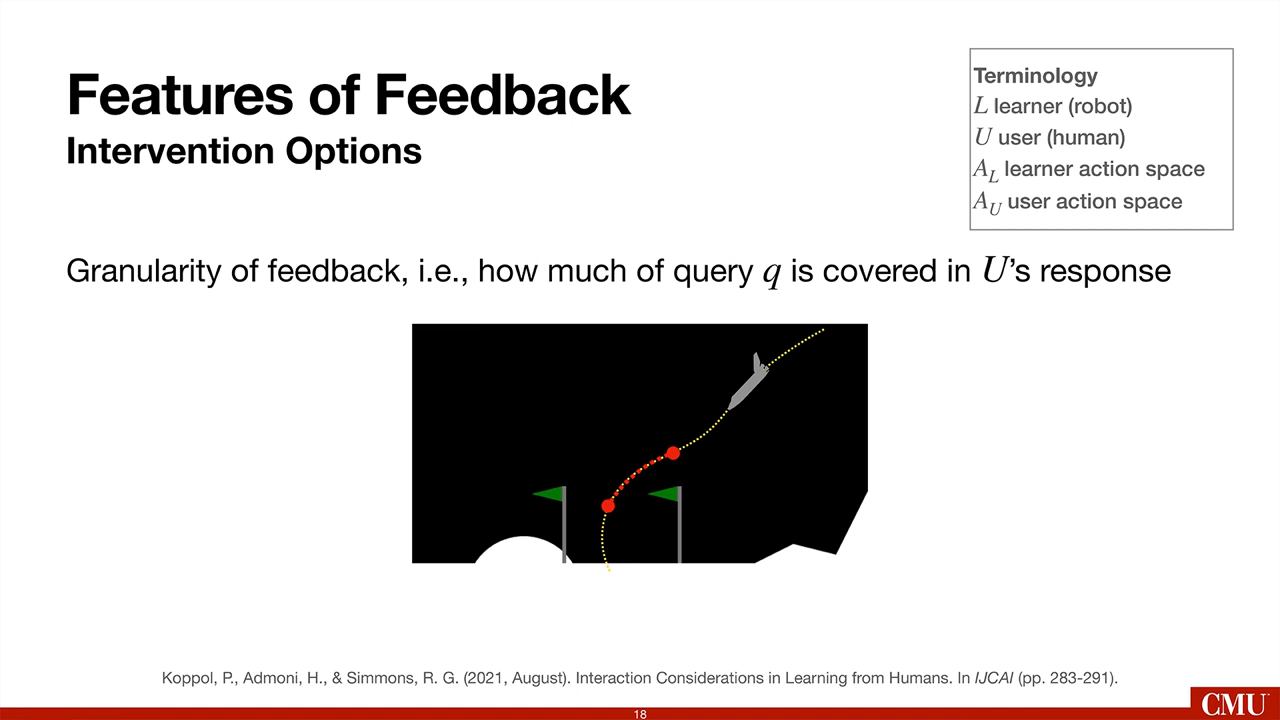 Features of Feedback
Intervention Options
Terminology
L learner (robot)
U user (human)
A_L learner action space
A_U user action space
Granularity of feedback, i.e., how much of query q is covered in U's response
Koppol, P., Admoni, H., & Simmons, R. G. (2021, August). Interaction Considerations in Learning from Humans. In IJCAI (pp. 283-291).
18
CMU